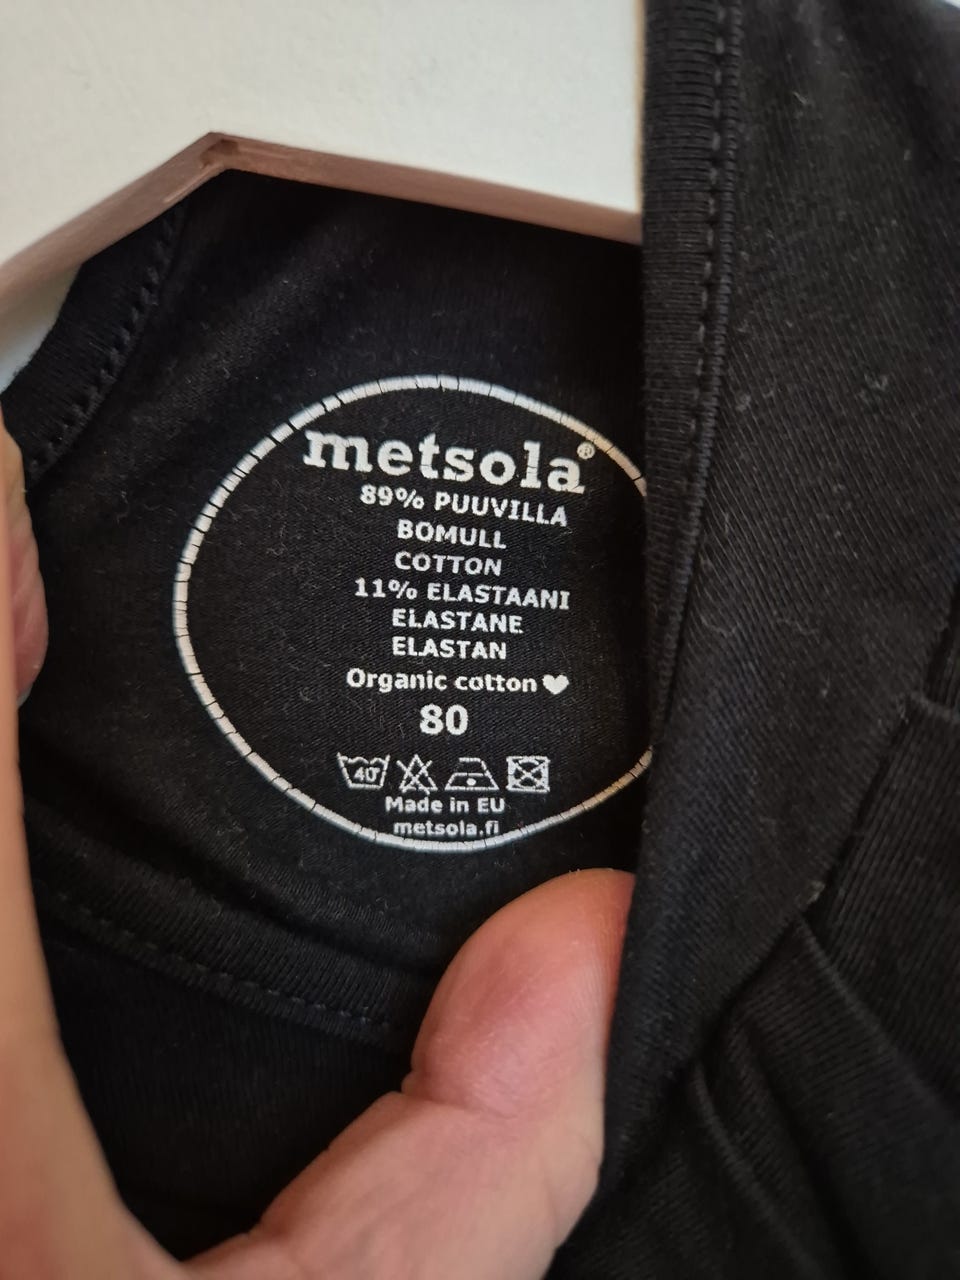 metsola®
89% PUUVILLA
BOMULL
COTTON
11% ELASTAANI
ELASTANE
ELASTAN
Organic cotton ♥
80
40°
Made in EU
metsola.fi